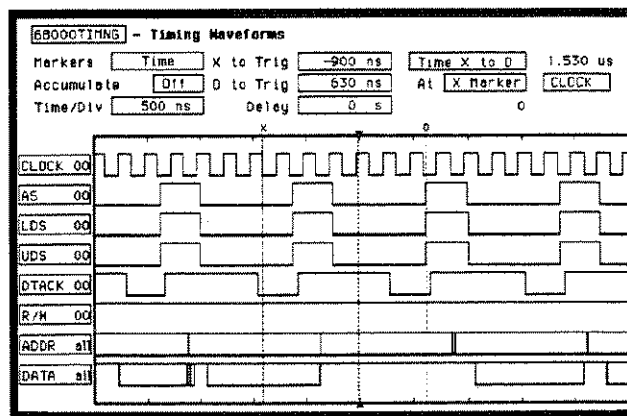 68000TIMNG - Timing Waveforms
Markers Time X to Trig -900 ns Time X to O 1.530 us
Accumulate Off O to Trig 630 ns At X Marker CLOCK
Time/Div 500 ns Delay 0 s 0
X O
CLOCK 00
AS 00
LDS 00
UDS 00
DTACK 00
R/W 00
ADDR all
DATA all